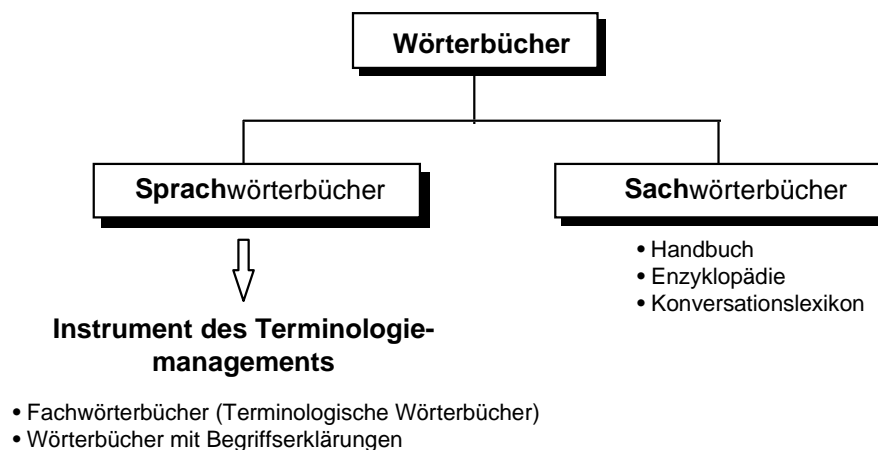 Wörterbücher
Sprachwörterbücher
Sachwörterbücher
• Handbuch
• Enzyklopädie
• Konversationslexikon
Instrument des Terminologie-
managements
• Fachwörterbücher (Terminologische Wörterbücher)
• Wörterbücher mit Begriffserklärungen